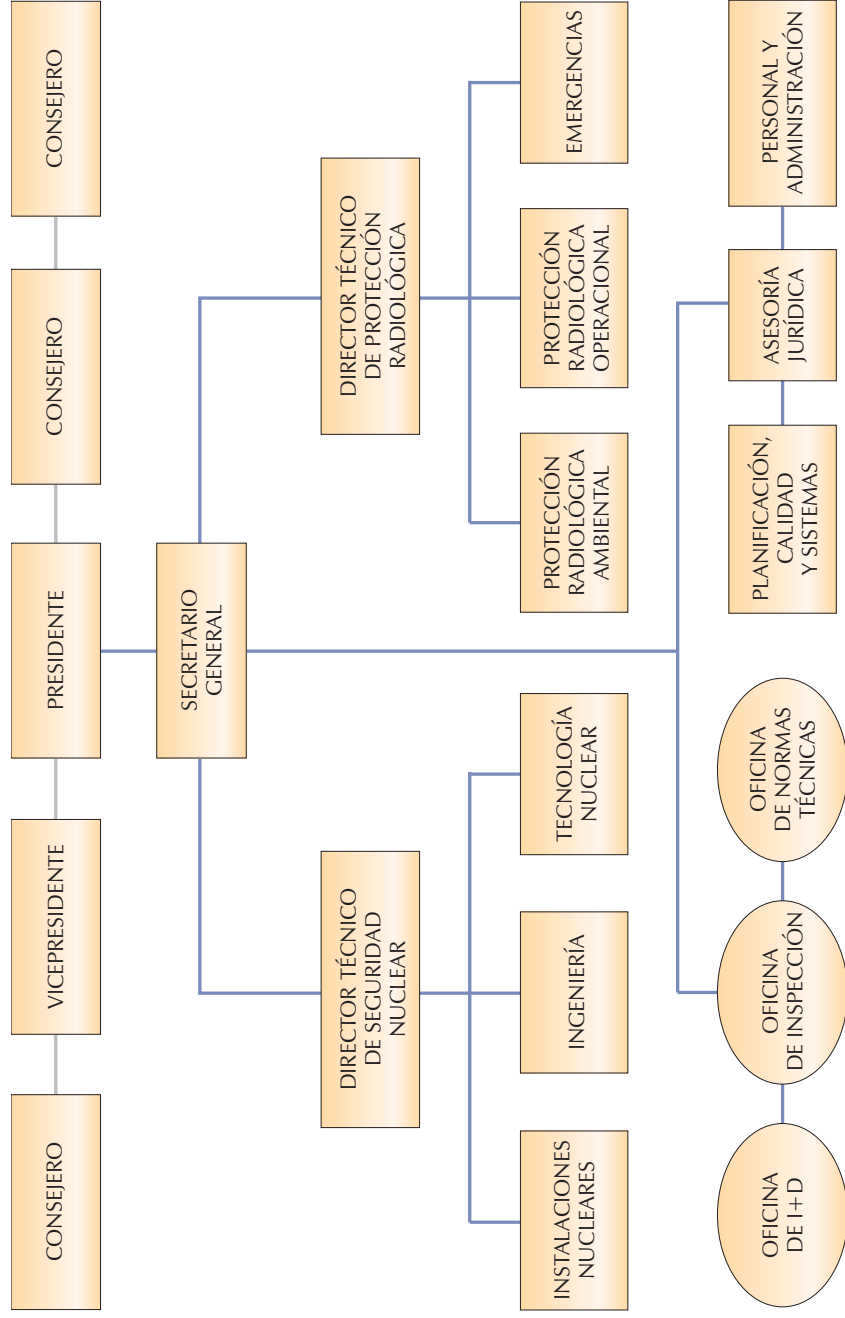 CONSEJERO
VICEPRESIDENTE
PRESIDENTE
CONSEJERO
CONSEJERO
SECRETARIO
GENERAL
DIRECTOR TÉCNICO
DE SEGURIDAD
NUCLEAR
DIRECTOR TÉCNICO
DE PROTECCIÓN
RADIOLÓGICA
INSTALACIONES
NUCLEARES
INGENIERÍA
TECNOLOGÍA
NUCLEAR
PROTECCIÓN
RADIOLÓGICA
AMBIENTAL
PROTECCIÓN
RADIOLÓGICA
OPERACIONAL
EMERGENCIAS
OFICINA
DE I+D
OFICINA
DE INSPECCIÓN
OFICINA
DE NORMAS
TÉCNICAS
PLANIFICACIÓN,
CALIDAD
Y SISTEMAS
ASESORÍA
JURÍDICA
PERSONAL Y
ADMINISTRACIÓN